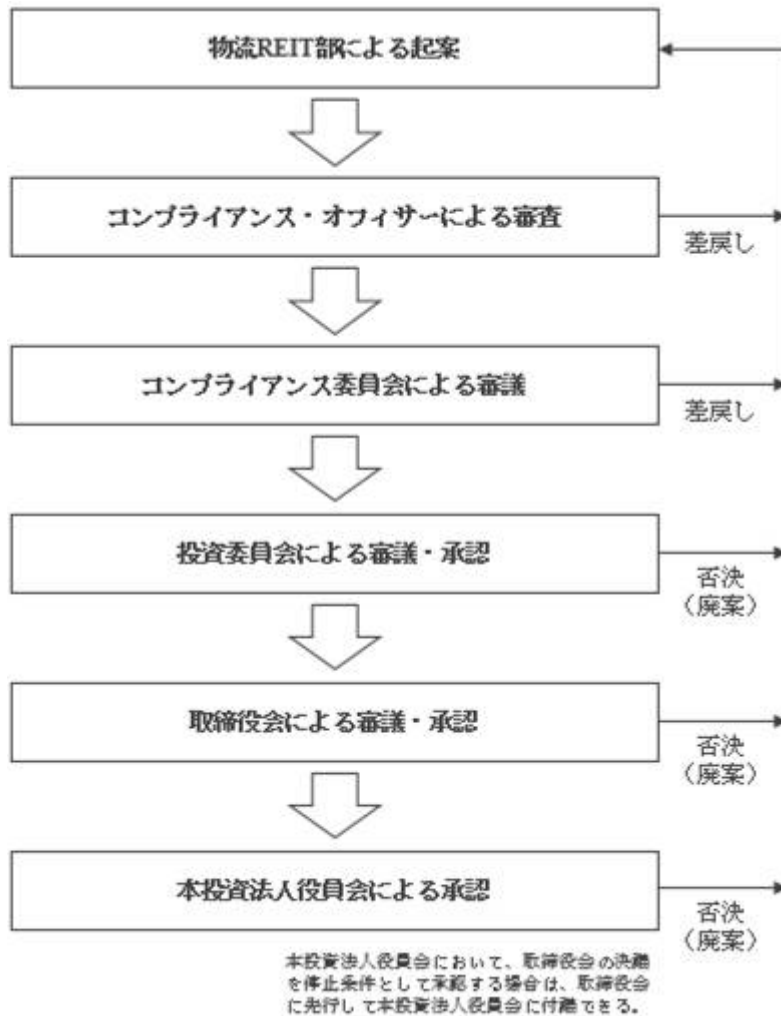 物流REIT部による起案
コンプライアンス・オフィサーによる審査
差戻し
コンプライアンス委員会による審議
差戻し
投資委員会による審議・承認
否決
（廃案）
取締役会による審議・承認
否決
（廃案）
本投資法人役員会による承認
否決
（廃案）
本投資法人役員会において、取締役会の決議
を停止条件として承認する場合は、取締役会
に先行して本投資法人役員会に付議できる。